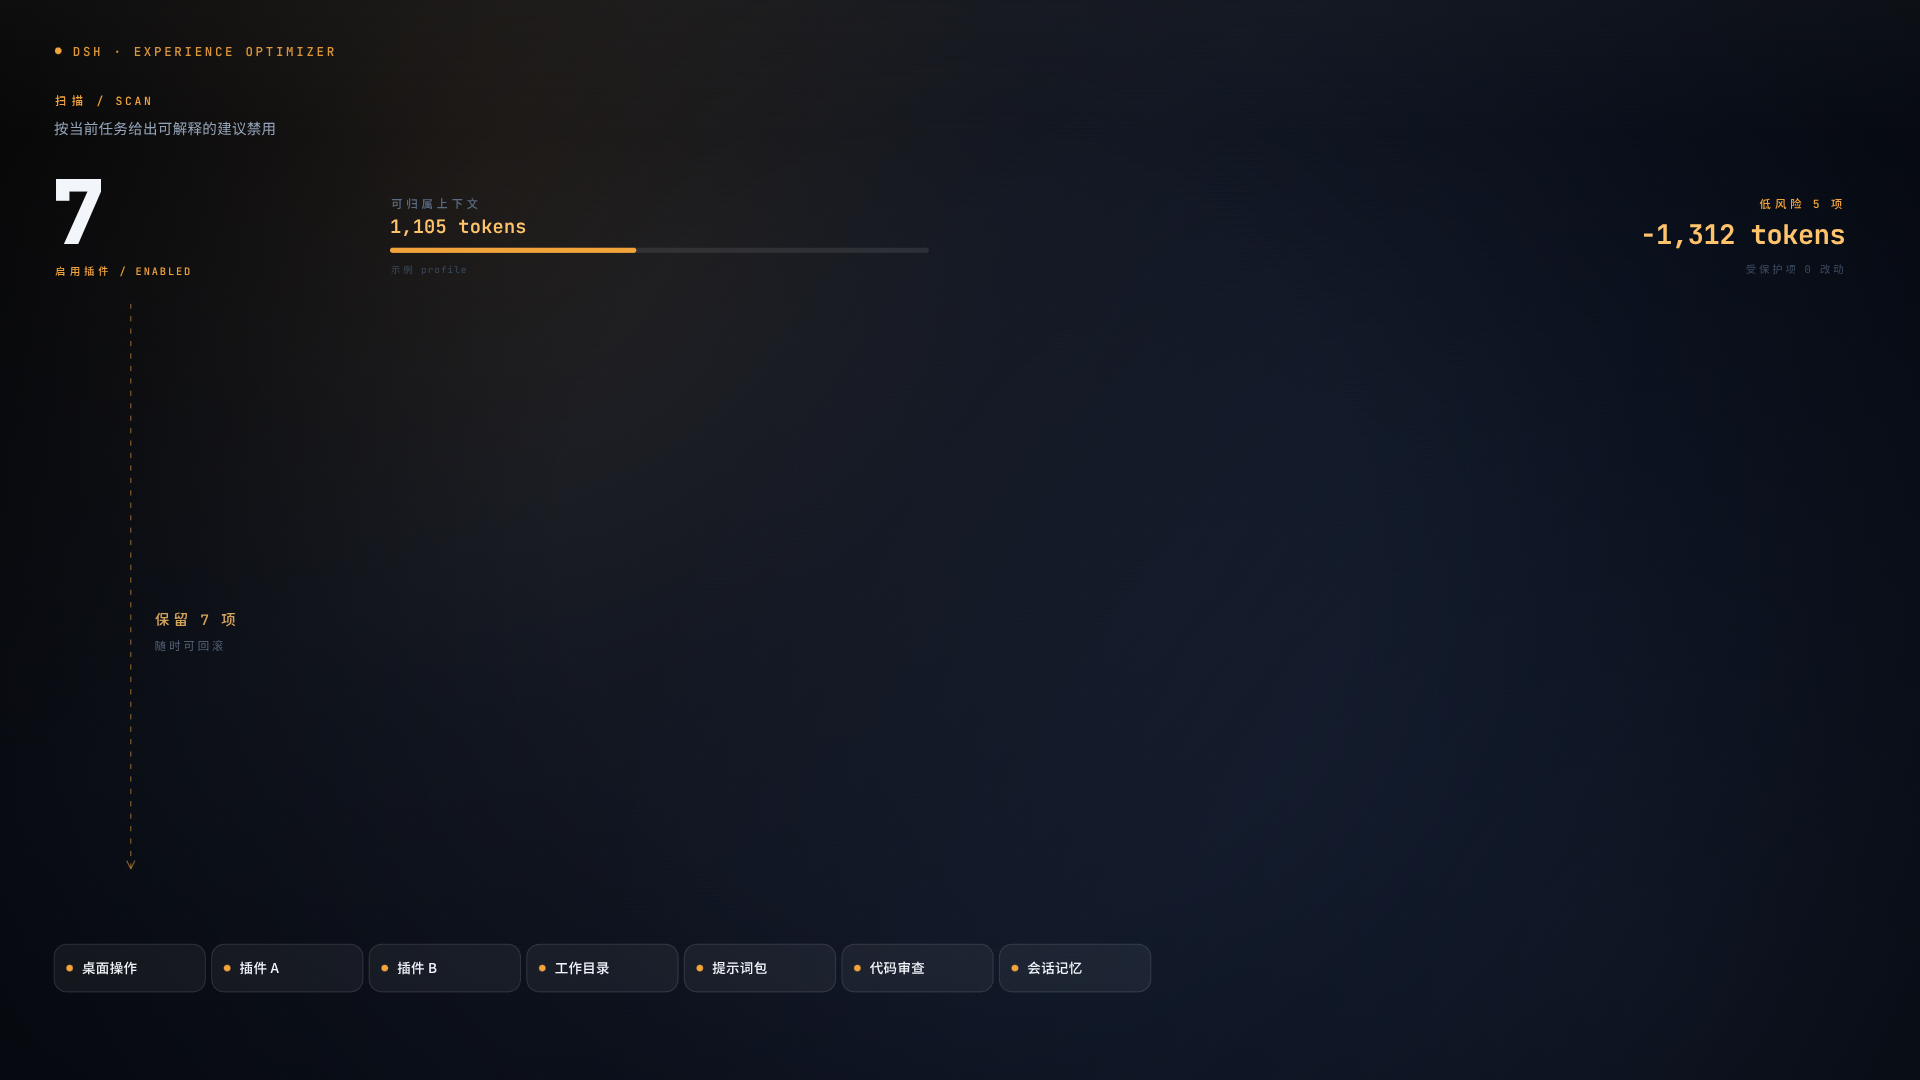 DSH · EXPERIENCE OPTIMIZER
扫描 / SCAN
按当前任务给出可解释的建议禁用
7
启用插件 / ENABLED
可归属上下文
1,105 tokens
示例 profile
低风险 5 项
-1,312 tokens
受保护项 0 改动
保留 7 项
随时可回滚
桌面操作
插件 A
插件 B
工作目录
提示词包
代码审查
会话记忆